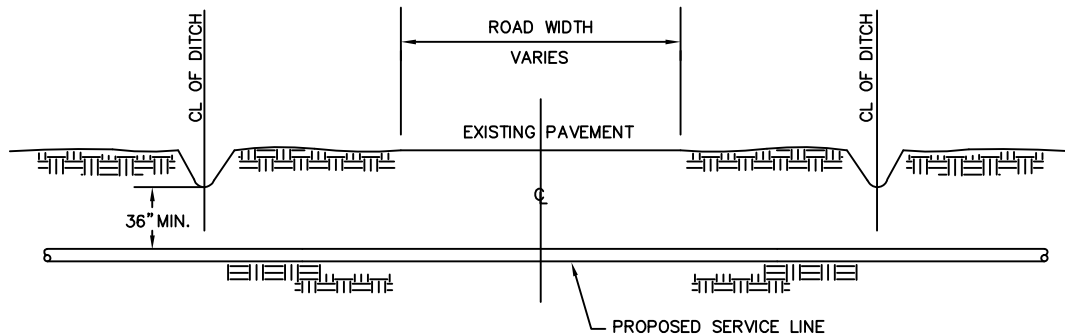 CL OF DITCH
ROAD WIDTH
VARIES
CL OF DITCH
EXISTING PAVEMENT
℄
36" MIN.
PROPOSED SERVICE LINE